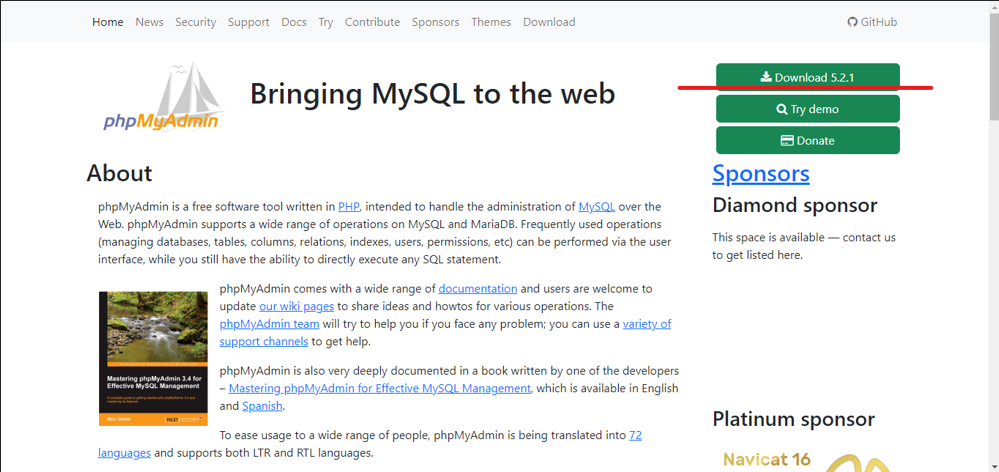 Home News Security Support Docs Try Contribute Sponsors Themes Download GitHub
phpMyAdmin
Bringing MySQL to the web
Download 5.2.1
Try demo
Donate
About
phpMyAdmin is a free software tool written in PHP, intended to handle the administration of MySQL over the
Web. phpMyAdmin supports a wide range of operations on MySQL and MariaDB. Frequently used operations
(managing databases, tables, columns, relations, indexes, users, permissions, etc) can be performed via the user
interface, while you still have the ability to directly execute any SQL statement.
Mastering phpMyAdmin 3.4 for
Effective MySQL Management
phpMyAdmin comes with a wide range of documentation and users are welcome to
update our wiki pages to share ideas and howtos for various operations. The
phpMyAdmin team will try to help you if you face any problem; you can use a variety of
support channels to get help.
phpMyAdmin is also very deeply documented in a book written by one of the developers
– Mastering phpMyAdmin for Effective MySQL Management, which is available in English
and Spanish.
To ease usage to a wide range of people, phpMyAdmin is being translated into 72
languages and supports both LTR and RTL languages.
Sponsors
Diamond sponsor
This space is available — contact us
to get listed here.
Platinum sponsor
Navicat 16